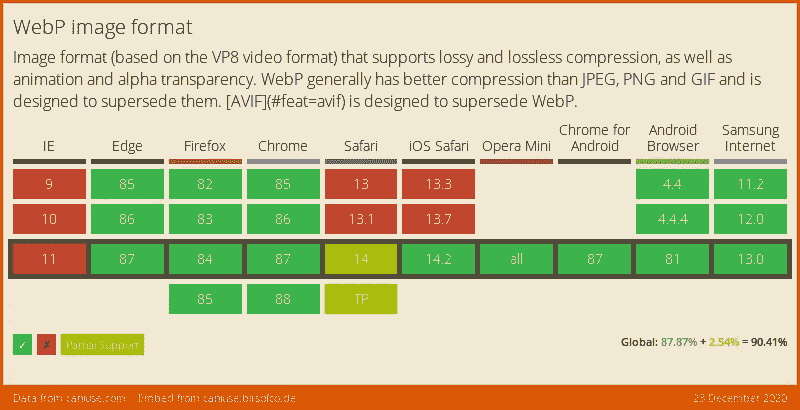 WebP image format
Image format (based on the VP8 video format) that supports lossy and lossless compression, as well as
animation and alpha transparency. WebP generally has better compression than JPEG, PNG and GIF and is
designed to supersede them. [AVIF](#feat=avif) is designed to supersede WebP.
IE Edge Firefox Chrome Safari iOS Safari Opera Mini Chrome for Android Android Browser Samsung Internet
9 85 82 85 13 13.3 4.4 11.2
10 86 83 86 13.1 13.7 4.4.4 12.0
11 87 84 87 14 14.2 all 87 81 13.0
85 88 TP
✓ ✗ Partial Support Global: 87.87% + 2.54% = 90.41%
Data from caniuse.com Embed from caniuse.bitsofco.de 23 December 2020